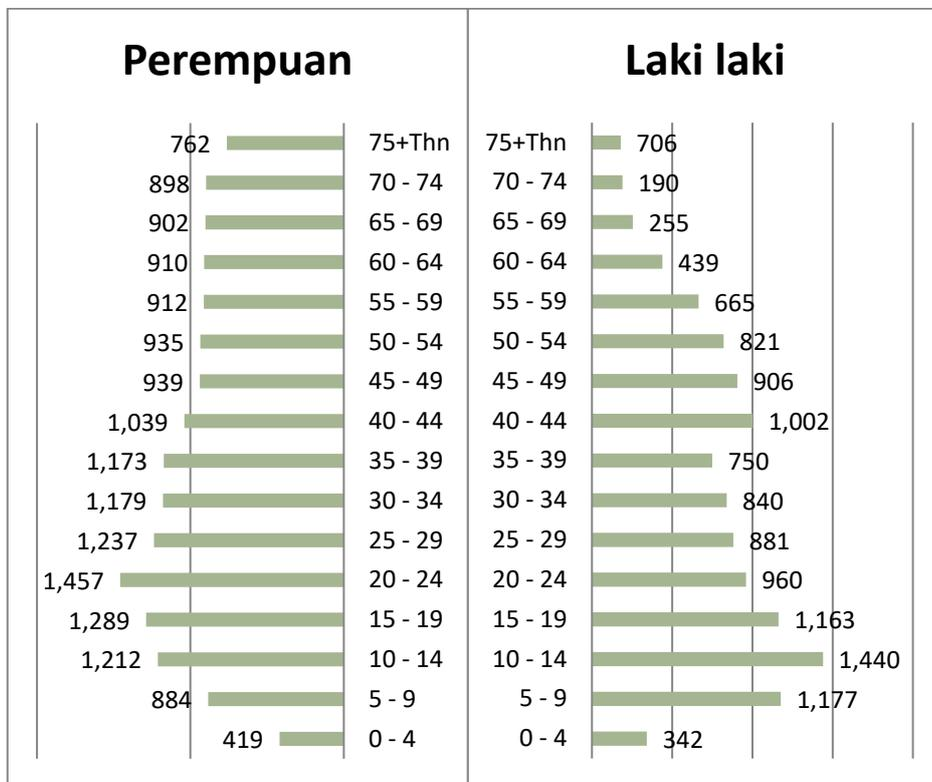 Perempuan Laki laki
762 75+Thn 75+Thn 706
898 70 - 74 70 - 74 190
902 65 - 69 65 - 69 255
910 60 - 64 60 - 64 439
912 55 - 59 55 - 59 665
935 50 - 54 50 - 54 821
939 45 - 49 45 - 49 906
1,039 40 - 44 40 - 44 1,002
1,173 35 - 39 35 - 39 750
1,179 30 - 34 30 - 34 840
1,237 25 - 29 25 - 29 881
1,457 20 - 24 20 - 24 960
1,289 15 - 19 15 - 19 1,163
1,212 10 - 14 10 - 14 1,440
884 5 - 9 5 - 9 1,177
419 0 - 4 0 - 4 342